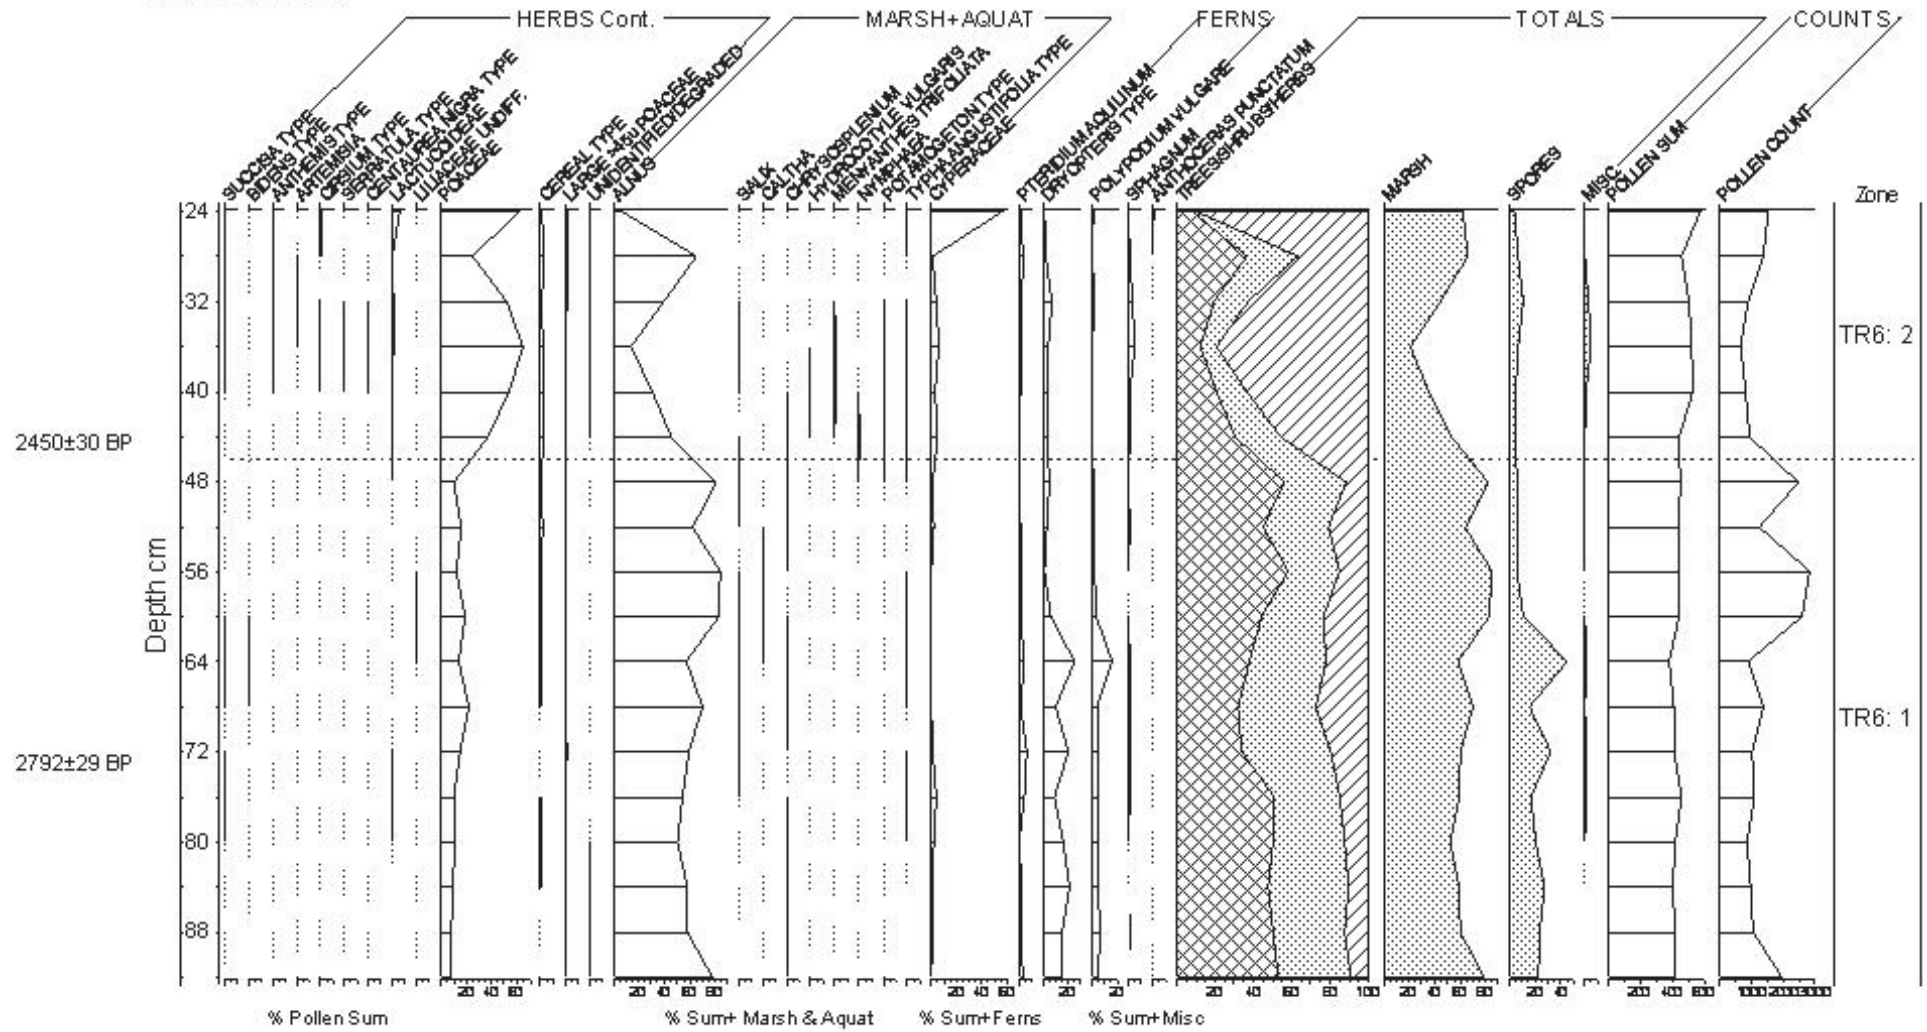 HERBS Cont. MARSH+AQUAT FERNS TOTALS COUNTS
SUCCISA TYPE
BIDENS TYPE
ANTHEMIS TYPE
ARTEMISIA
CIRSIUM TYPE
SERRATULA TYPE
CENTAUREA NIGRA TYPE
LACTUCOIDEAE
LILIACEAE UNDIFF.
POACEAE
CEREAL TYPE
LARGE >45u POACEAE
UNIDENTIFIED/DEGRADED
ALNUS
SALIX
CALTHA
CHRYSOSPLENIUM
HYDROCOTYLE VULGARIS
MENYANTHES TRIFOLIATA
NYMPHAEA
POTAMOGETON TYPE
TYPHA ANGUSTIFOLIA TYPE
CYPERACEAE
PTERIDIUM AQUILINUM
DRYOPTERIS TYPE
POLYPODIUM VULGARE
SPHAGNUM
ANTHOCERAS PUNCTATUM
TREES/SHRUBS/HERBS
MARSH
SPORES
MISC
POLLEN SUM
POLLEN COUNT
Zone
24
32
TR6: 2
40
2450±30 BP
48
56
Depth cm
64
TR6: 1
72
2792±29 BP
80
88
20 40 60 20 40 60 80 20 40 60 20 20 20 40 60 80 100 20 40 60 80 20 40 200 400 600 1000 2000 3000
% Pollen Sum % Sum+ Marsh & Aquat % Sum+Ferns % Sum+Misc